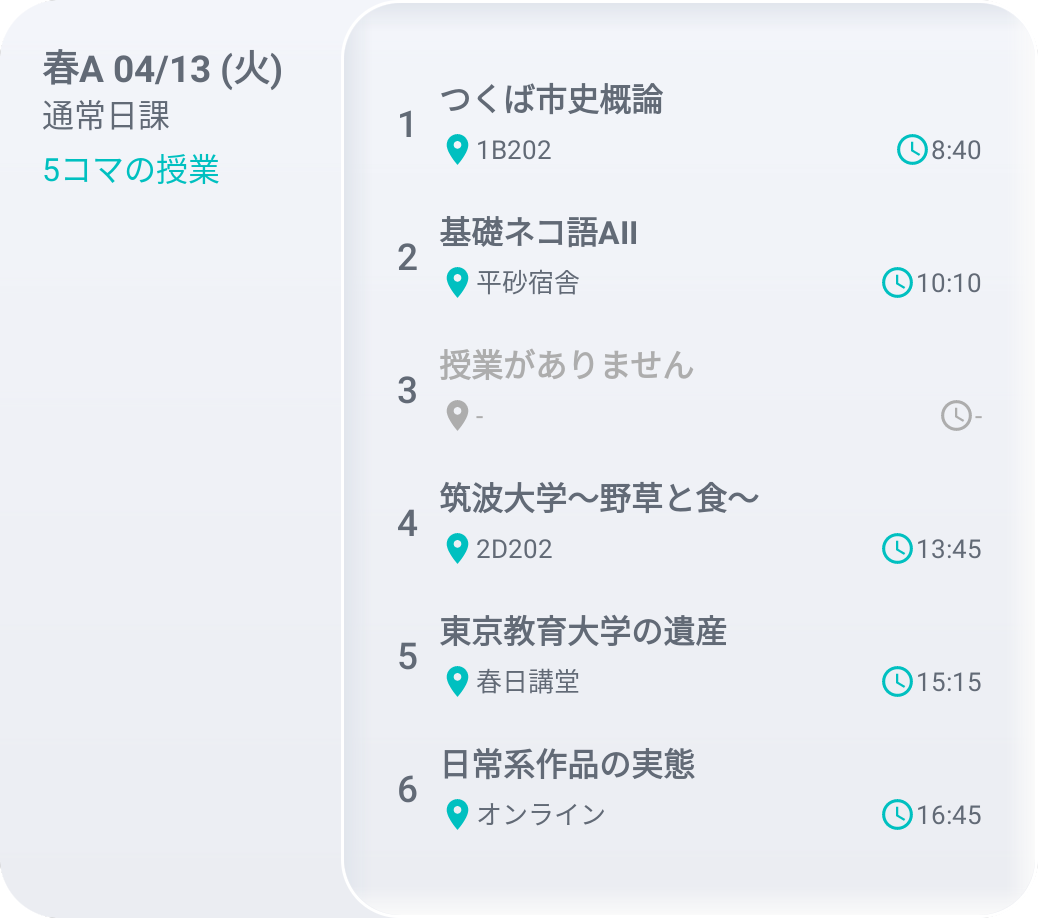 春A 04/13 (火)
通常日課
5コマの授業
1
つくば市史概論
1B202
8:40
2
基礎ネコ語AII
平砂宿舎
10:10
3
授業がありません
-
-
4
筑波大学〜野草と食〜
2D202
13:45
5
東京教育大学の遺産
春日講堂
15:15
6
日常系作品の実態
オンライン
16:45